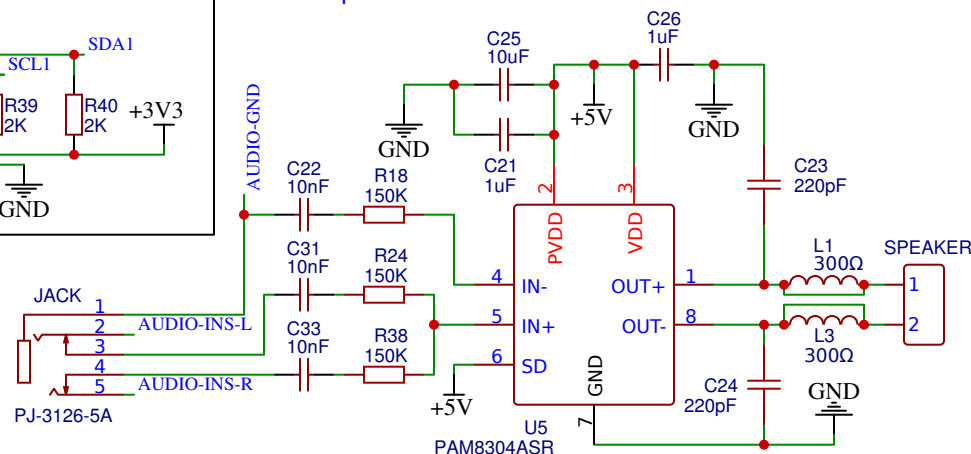 C26
1uF
SDA1
C25
10uF
SCL1
AUDIO-GND
R39
2K
R40
2K
+3V3
+5V
GND
GND
C21
1uF
C22
10nF
R18
150K
C23
220pF
2
3
PVDD
VDD
GND
C31
10nF
R24
150K
L1
300Ω
SPEAKER
4
IN-
OUT+
1
1
JACK
1
2
AUDIO-INS-L
3
C33
10nF
R38
150K
5
IN+
OUT-
8
2
L3
300Ω
4
5
AUDIO-INS-R
6
SD
GND
C24
220pF
GND
+5V
PJ-3126-5A
7
U5
PAM8304ASR